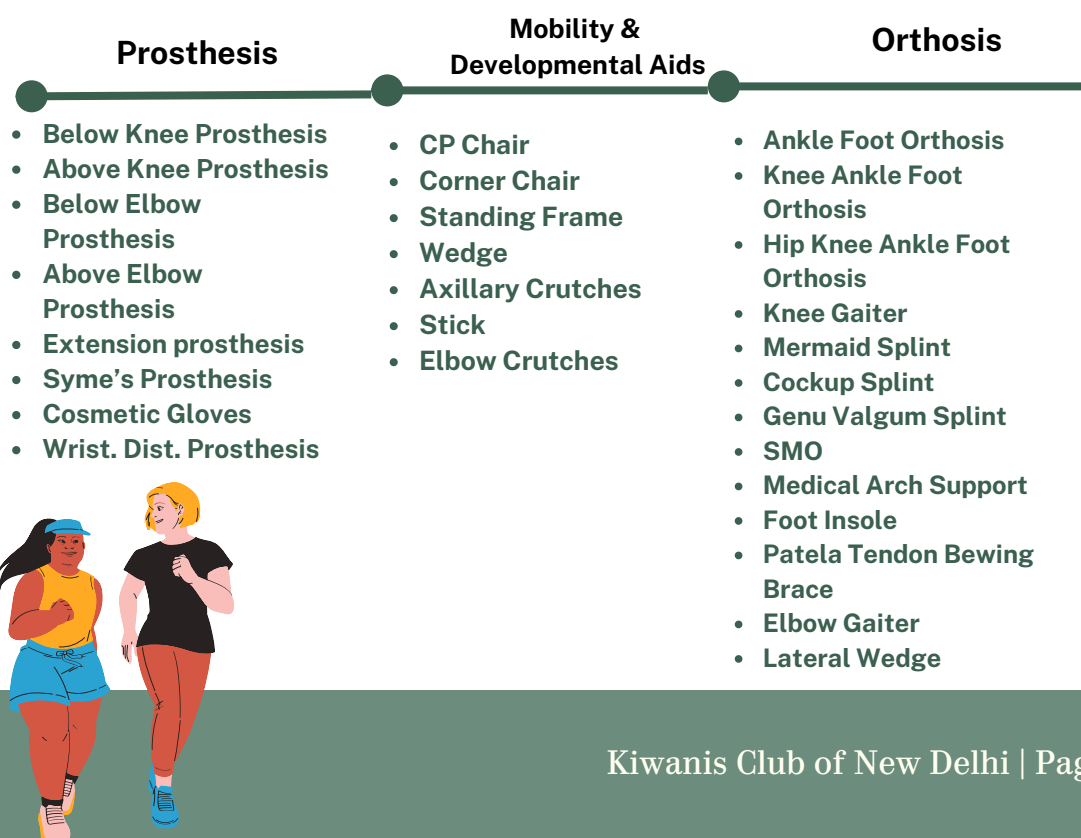 Prosthesis
• Below Knee Prosthesis
• Above Knee Prosthesis
• Below Elbow
Prosthesis
• Above Elbow
Prosthesis
• Extension prosthesis
• Syme’s Prosthesis
• Cosmetic Gloves
• Wrist. Dist. Prosthesis
Mobility &
Developmental Aids
• CP Chair
• Corner Chair
• Standing Frame
• Wedge
• Axillary Crutches
• Stick
• Elbow Crutches
Orthosis
• Ankle Foot Orthosis
• Knee Ankle Foot
Orthosis
• Hip Knee Ankle Foot
Orthosis
• Knee Gaiter
• Mermaid Splint
• Cockup Splint
• Genu Valgum Splint
• SMO
• Medical Arch Support
• Foot Insole
• Patela Tendon Bewing
Brace
• Elbow Gaiter
• Lateral Wedge
Kiwanis Club of New Delhi |